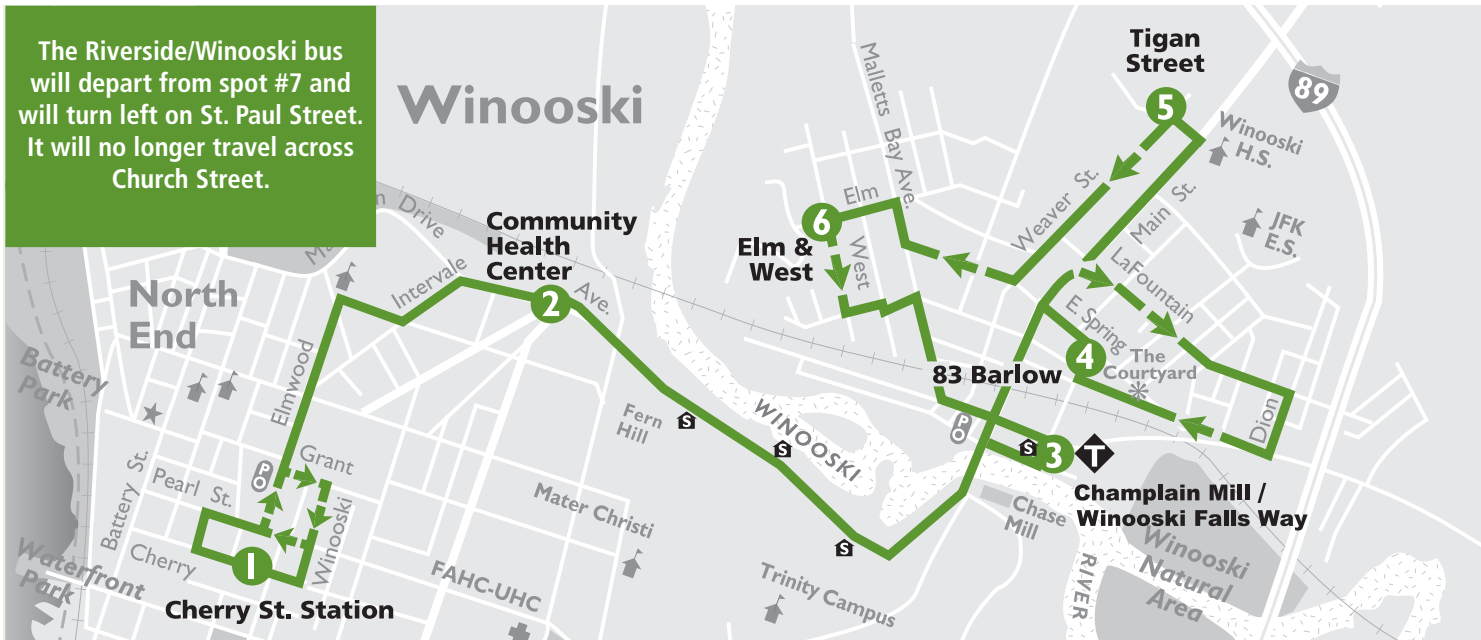 The Riverside/Winooski bus
will depart from spot #7 and
will turn left on St. Paul Street.
It will no longer travel across
Church Street.
Winooski
Tigan
Street
89
5
Winooski
H.S.
Malletts
Bay Ave.
Weaver St.
Main St.
JFK
E.S.
Elm
6
Elm &
West
West
LaFountain
E. Spring
4
The
Courtyard
Dion
83 Barlow
Drive
Community
Health
Center
2
Intervale
Ave.
North
End
Battery
Park
Elmwood
Fern
Hill
S
S
S
WINOOSKI
PO
S
3
T
Champlain Mill /
Winooski Falls Way
Chase
Mill
Grant
PO
Battery St.
Pearl St.
Winooski
Cherry
1
Cherry St. Station
Waterfront
Park
Mater Christi
FAHC-UHC
Trinity Campus
RIVER
Winooski
Natural
Area